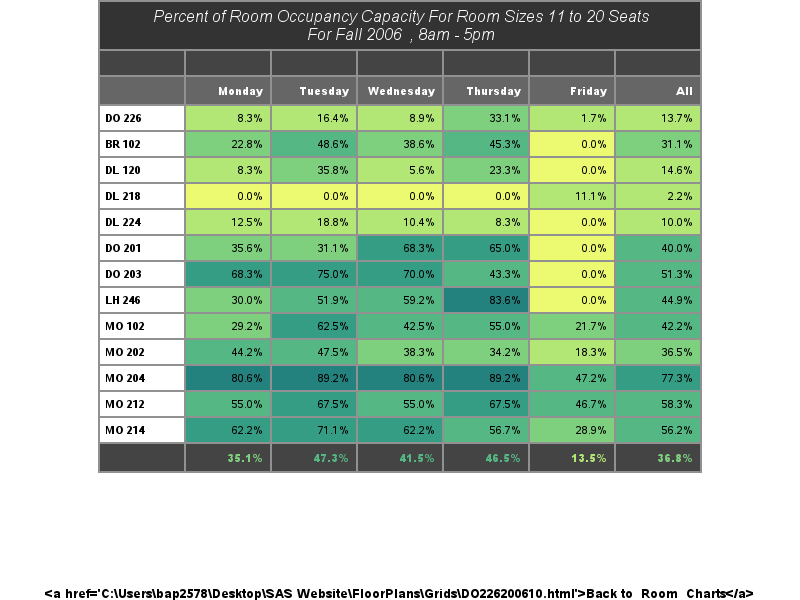 Percent of Room Occupancy Capacity For Room Sizes 11 to 20 Seats
For Fall 2006 , 8am - 5pm
Monday Tuesday Wednesday Thursday Friday All
DO 226 8.3% 16.4% 8.9% 33.1% 1.7% 13.7%
BR 102 22.8% 48.6% 38.6% 45.3% 0.0% 31.1%
DL 120 8.3% 35.8% 5.6% 23.3% 0.0% 14.6%
DL 218 0.0% 0.0% 0.0% 0.0% 11.1% 2.2%
DL 224 12.5% 18.8% 10.4% 8.3% 0.0% 10.0%
DO 201 35.6% 31.1% 68.3% 65.0% 0.0% 40.0%
DO 203 68.3% 75.0% 70.0% 43.3% 0.0% 51.3%
LH 246 30.0% 51.9% 59.2% 83.6% 0.0% 44.9%
MO 102 29.2% 62.5% 42.5% 55.0% 21.7% 42.2%
MO 202 44.2% 47.5% 38.3% 34.2% 18.3% 36.5%
MO 204 80.6% 89.2% 80.6% 89.2% 47.2% 77.3%
MO 212 55.0% 67.5% 55.0% 67.5% 46.7% 58.3%
MO 214 62.2% 71.1% 62.2% 56.7% 28.9% 56.2%
35.1% 47.3% 41.5% 46.5% 13.5% 36.8%
<a href='C:\Users\bap2578\Desktop\SAS Website\FloorPlans\Grids\DO226200610.html'>Back to Room Charts</a>